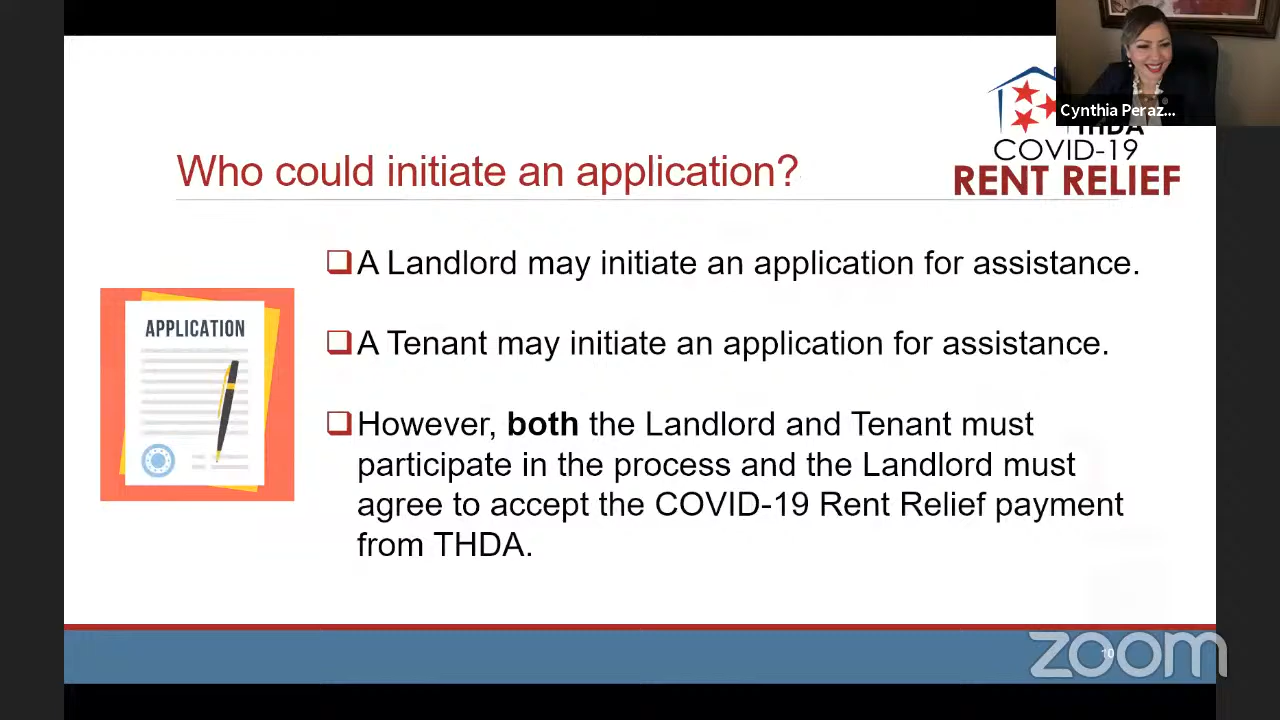 Cynthia Peraz...
THDA
COVID-19
RENT RELIEF
Who could initiate an application?
A Landlord may initiate an application for assistance.
APPLICATION
A Tenant may initiate an application for assistance.
However, both the Landlord and Tenant must
participate in the process and the Landlord must
agree to accept the COVID-19 Rent Relief payment
from THDA.
10
zoom